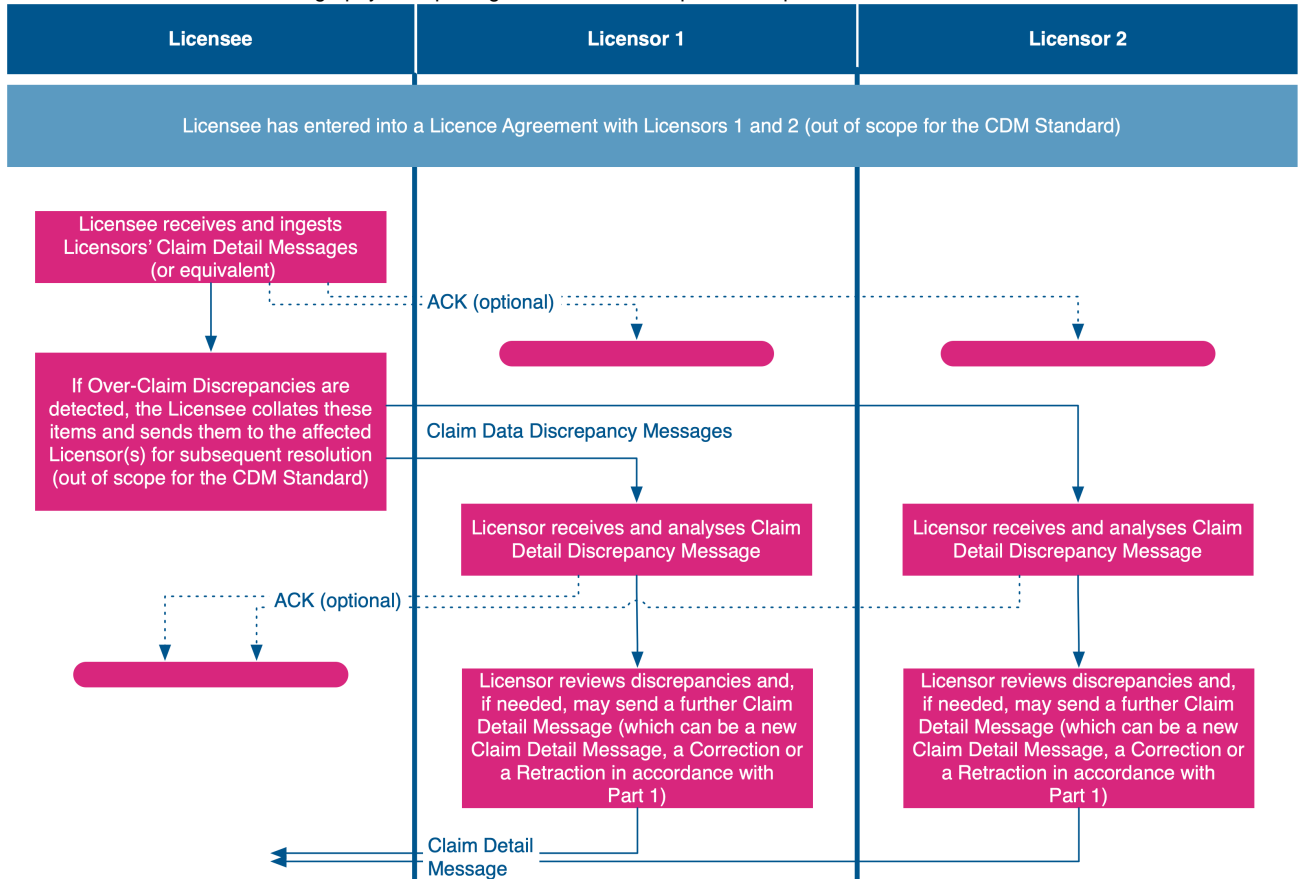 Licensee
Licensor 1
Licensor 2
Licensee has entered into a Licence Agreement with Licensors 1 and 2 (out of scope for the CDM Standard)
Licensee receives and ingests
Licensors' Claim Detail Messages
(or equivalent)
ACK (optional)
If Over-Claim Discrepancies are
detected, the Licensee collates these
items and sends them to the affected
Licensor(s) for subsequent resolution
(out of scope for the CDM Standard)
Claim Data Discrepancy Messages
Licensor receives and analyses Claim
Detail Discrepancy Message
Licensor receives and analyses Claim
Detail Discrepancy Message
ACK (optional)
Licensor reviews discrepancies and,
if needed, may send a further Claim
Detail Message (which can be a new
Claim Detail Message, a Correction or
a Retraction in accordance with
Part 1)
Licensor reviews discrepancies and,
if needed, may send a further Claim
Detail Message (which can be a new
Claim Detail Message, a Correction or
a Retraction in accordance with
Part 1)
Claim Detail
Message